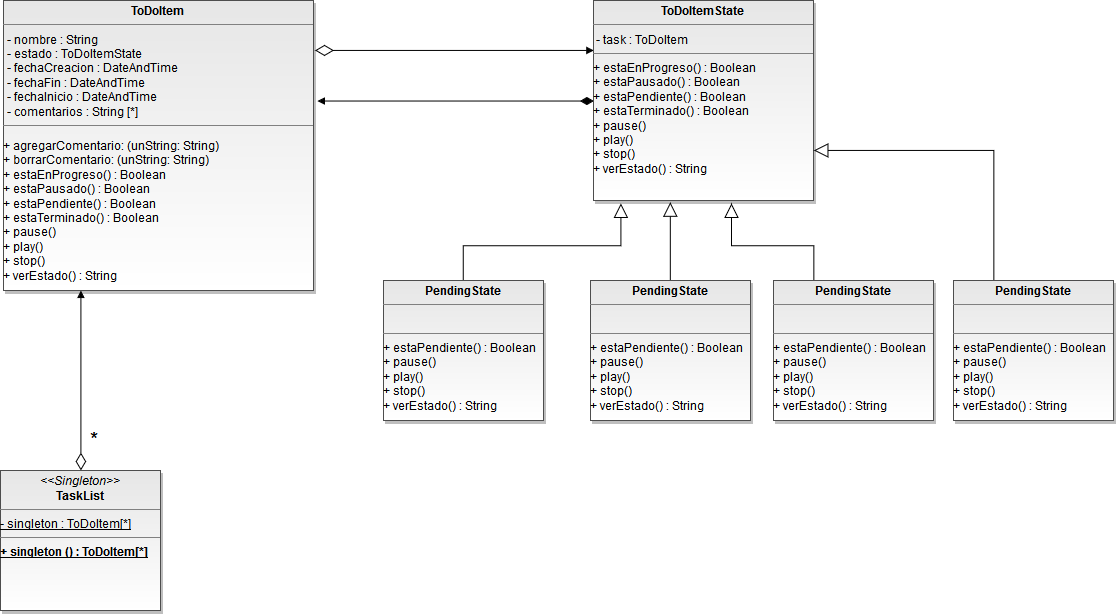 ToDoItem
- nombre : String
- estado : ToDoItemState
- fechaCreacion : DateAndTime
- fechaFin : DateAndTime
- fechaInicio : DateAndTime
- comentarios : String [*]
+ agregarComentario: (unString: String)
+ borrarComentario: (unString: String)
+ estaEnProgreso() : Boolean
+ estaPausado() : Boolean
+ estaPendiente() : Boolean
+ estaTerminado() : Boolean
+ pause()
+ play()
+ stop()
+ verEstado() : String
ToDoItemState
- task : ToDoItem
+ estaEnProgreso() : Boolean
+ estaPausado() : Boolean
+ estaPendiente() : Boolean
+ estaTerminado() : Boolean
+ pause()
+ play()
+ stop()
+ verEstado() : String
PendingState
+ estaPendiente() : Boolean
+ pause()
+ play()
+ stop()
+ verEstado() : String
PendingState
+ estaPendiente() : Boolean
+ pause()
+ play()
+ stop()
+ verEstado() : String
PendingState
+ estaPendiente() : Boolean
+ pause()
+ play()
+ stop()
+ verEstado() : String
PendingState
+ estaPendiente() : Boolean
+ pause()
+ play()
+ stop()
+ verEstado() : String
*
<<Singleton>>
TaskList
- singleton : ToDoItem[*]
+ singleton () : ToDoItem[*]